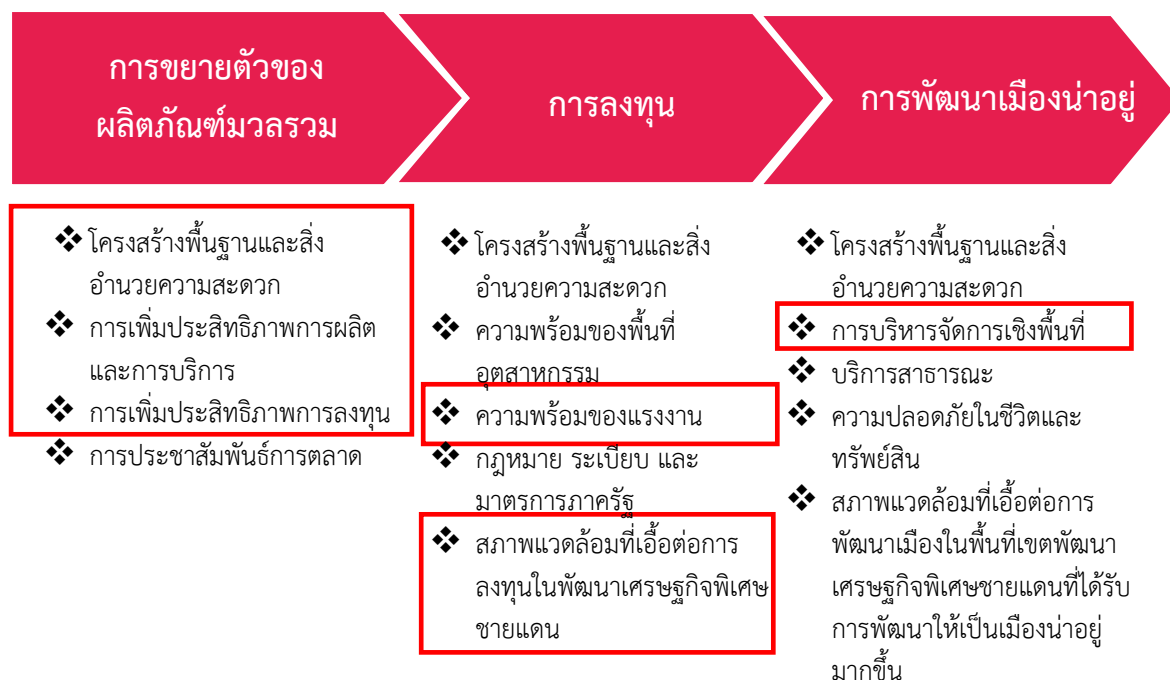 การขยายตัวของ
ผลิตภัณฑ์มวลรวม
การลงทุน
การพัฒนาเมืองน่าอยู่
❖ โครงสร้างพื้นฐานและสิ่ง
อำนวยความสะดวก
❖ การเพิ่มประสิทธิภาพการผลิต
และการบริการ
❖ การเพิ่มประสิทธิภาพการลงทุน
❖ การประชาสัมพันธ์การตลาด
❖ โครงสร้างพื้นฐานและสิ่ง
อำนวยความสะดวก
❖ ความพร้อมของพื้นที่
อุตสาหกรรม
❖ ความพร้อมของแรงงาน
❖ กฎหมาย ระเบียบ และ
มาตรการภาครัฐ
❖ สภาพแวดล้อมที่เอื้อต่อการ
ลงทุนในพัฒนาเศรษฐกิจพิเศษ
ชายแดน
❖ โครงสร้างพื้นฐานและสิ่ง
อำนวยความสะดวก
❖ การบริหารจัดการเชิงพื้นที่
❖ บริการสาธารณะ
❖ ความปลอดภัยในชีวิตและ
ทรัพย์สิน
❖ สภาพแวดล้อมที่เอื้อต่อการ
พัฒนาเมืองในพื้นที่เขตพัฒนา
เศรษฐกิจพิเศษชายแดนที่ได้รับ
การพัฒนาให้เป็นเมืองน่าอยู่
มากขึ้น